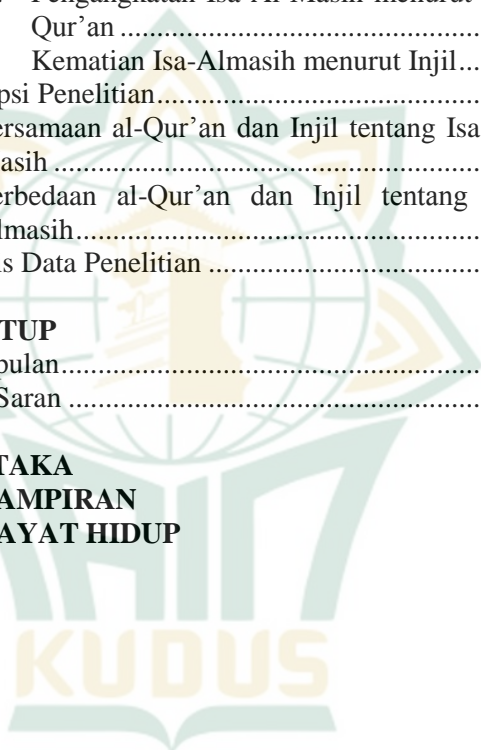 Pengangkatan Isa Al-Masih menurut
Qur’an ..........................................
Kematian Isa-Almasih menurut Injil...
psi Penelitian.........................................
ersamaan al-Qur’an dan Injil tentang Isa
asih .....................................................
erbedaan al-Qur’an dan Injil tentang
lmasih..................................................
is Data Penelitian ..................................
TUP
pulan....................................................
Saran ...................................................
TAKA
AMPIRAN
AYAT HIDUP
KUDUS